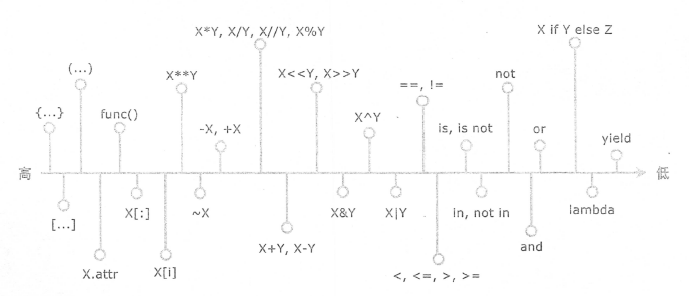 X*Y, X/Y, X//Y, X%Y
X if Y else Z
(...)
X**Y
X<<Y, X>>Y
==, !=
not
{...}
func()
-X, +X
X^Y
is, is not
or
yield
高
低
[...]
X[:]
~X
X&Y
X|Y
in, not in
lambda
X.attr
X[i]
X+Y, X-Y
and
<, <=, >, >=